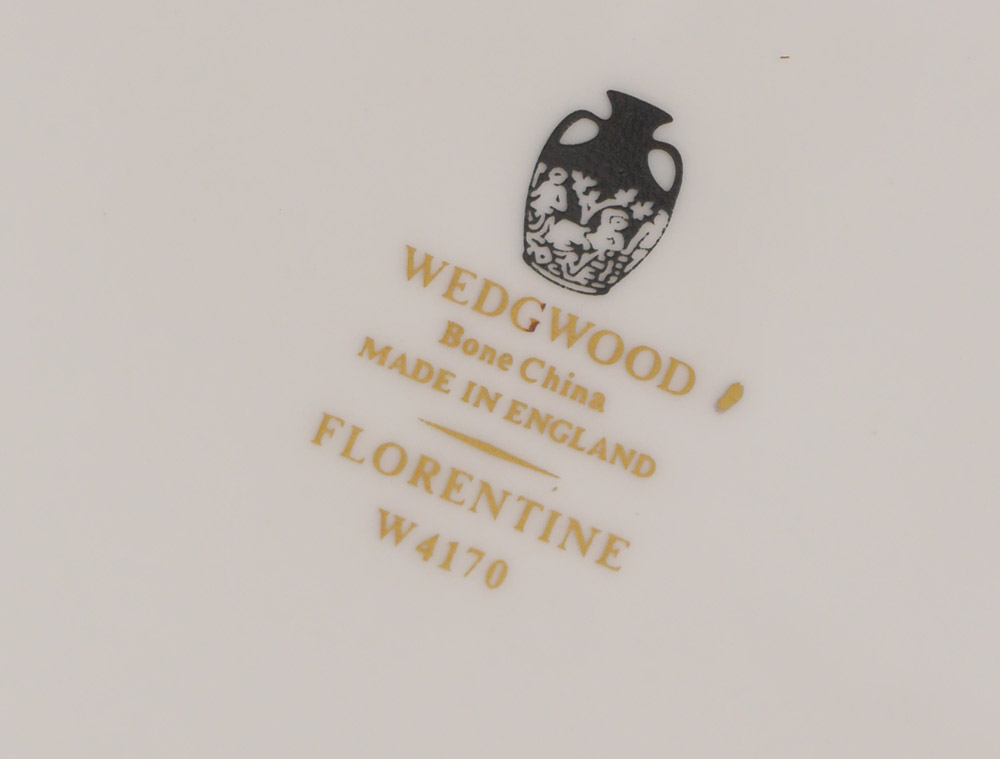 WEDGWOOD
Bone China
MADE IN ENGLAND
FLORENTINE
W4170